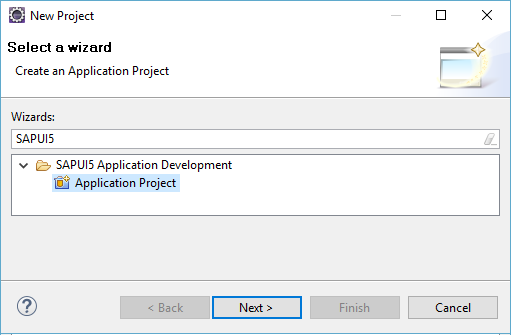 New Project
Select a wizard
Create an Application Project
Wizards:
SAPUI5
SAPUI5 Application Development
Application Project
? < Back Next > Finish Cancel